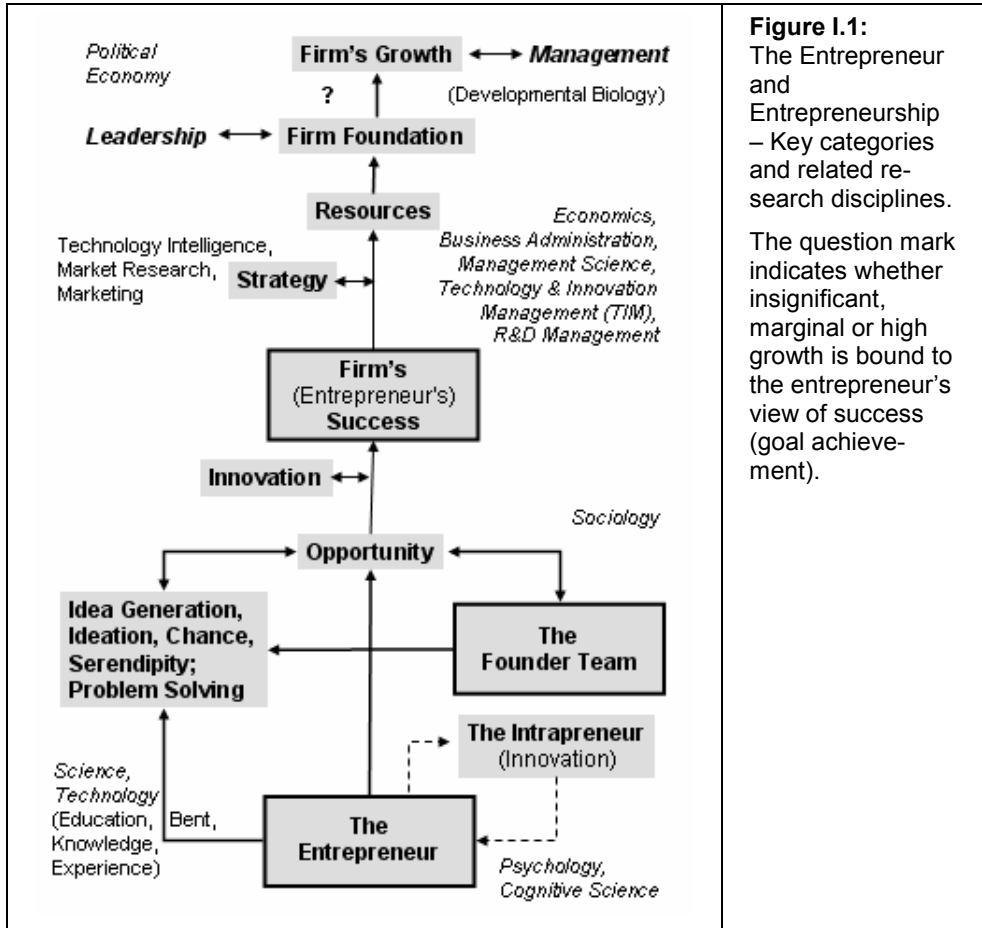 Political
Economy
Firm's Growth
Management
?
(Developmental Biology)
Leadership
Firm Foundation
Resources
Economics,
Business Administration,
Management Science,
Technology & Innovation
Management (TIM),
R&D Management
Technology Intelligence,
Market Research,
Marketing
Strategy
Firm's
(Entrepreneur's)
Success
Innovation
Sociology
Opportunity
Idea Generation,
Ideation, Chance,
Serendipity;
Problem Solving
The
Founder Team
The Intrapreneur
(Innovation)
Science,
Technology
(Education, Bent,
Knowledge,
Experience)
The
Entrepreneur
Psychology,
Cognitive Science
Figure I.1:
The Entrepreneur
and
Entrepreneurship
– Key categories
and related re-
search disciplines.
The question mark
indicates whether
insignificant,
marginal or high
growth is bound to
the entrepreneur’s
view of success
(goal achieve-
ment).